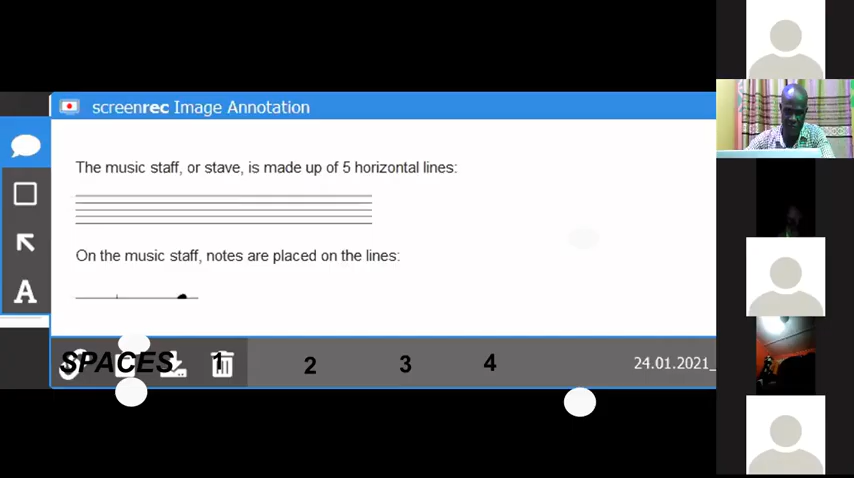 screenrec Image Annotation
The music staff, or stave, is made up of 5 horizontal lines:
On the music staff, notes are placed on the lines:
A
SPACES 1 2 3 4
24.01.2021_